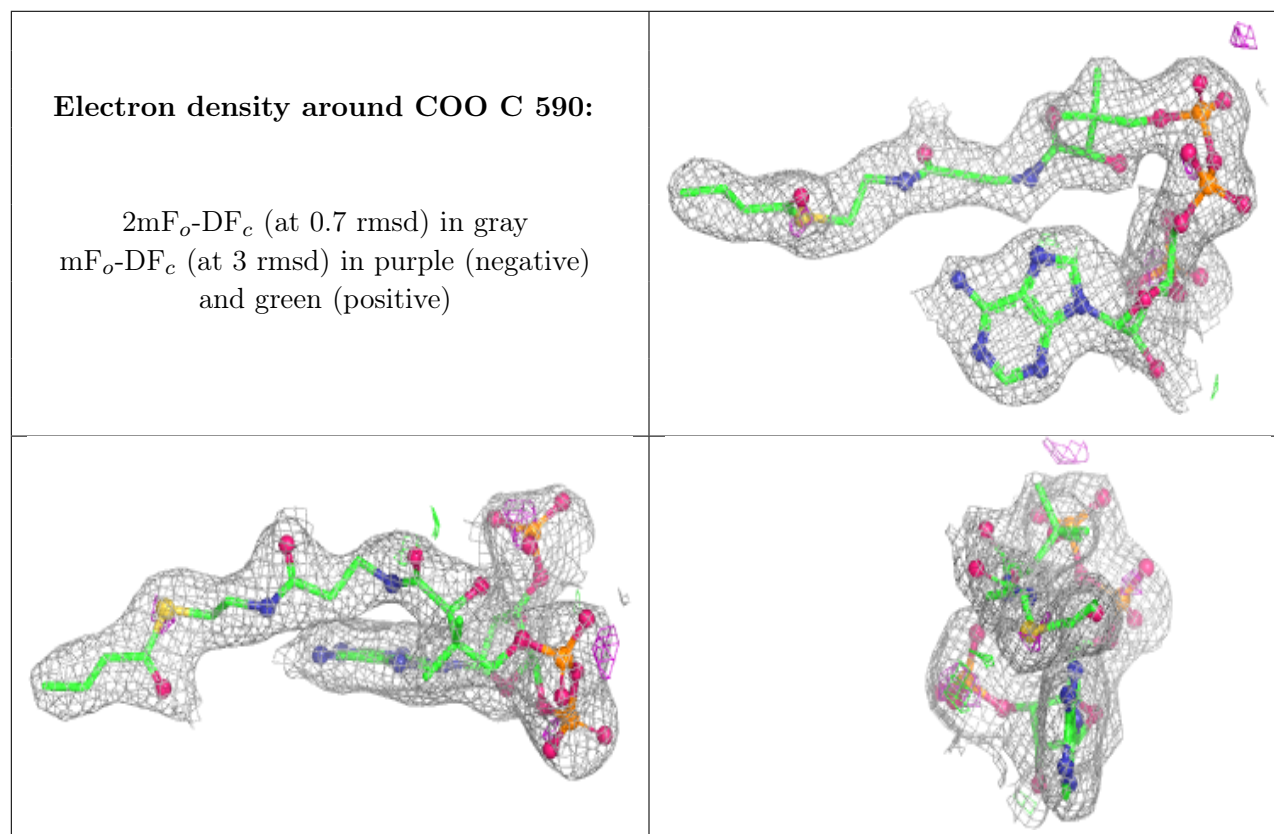 Electron density around COO C 590:
2mFo-DFc (at 0.7 rmsd) in gray
mFo-DFc (at 3 rmsd) in purple (negative)
and green (positive)